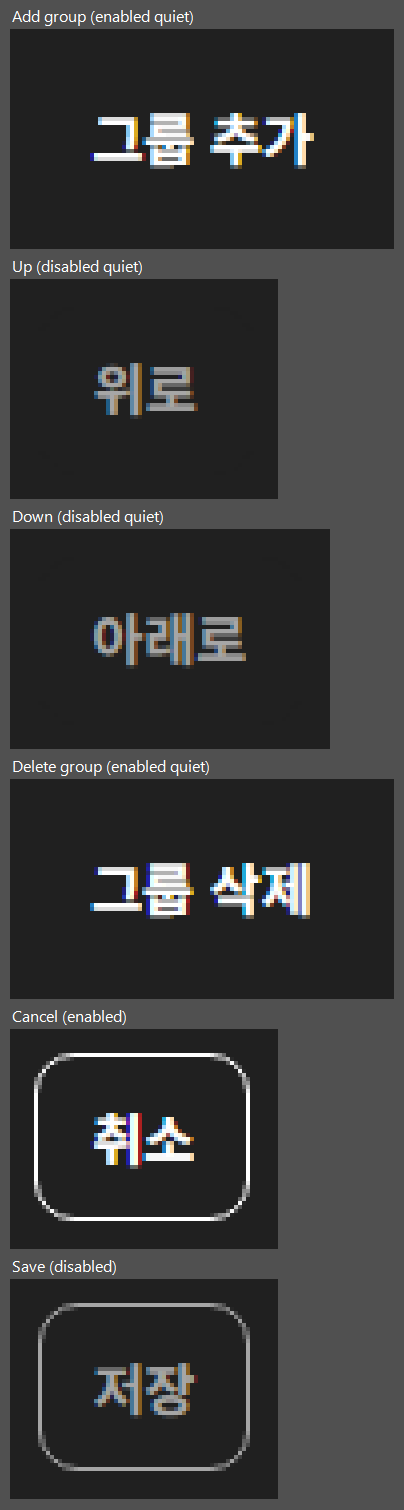 Add group (enabled quiet)
그룹 추가
Up (disabled quiet)
위로
Down (disabled quiet)
아래로
Delete group (enabled quiet)
그룹 삭제
Cancel (enabled)
취소
Save (disabled)
저장